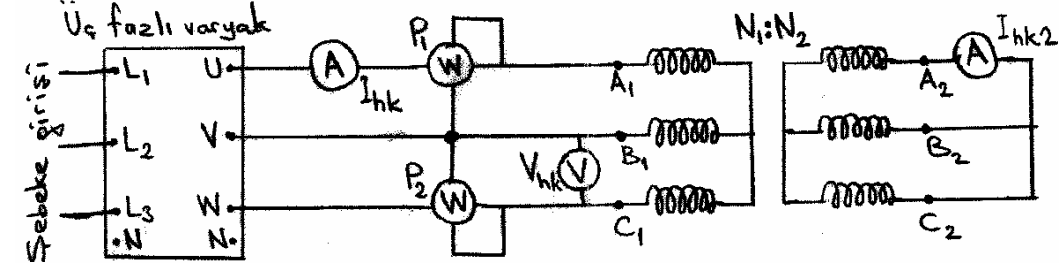 Üç fazlı varyak
Şebeke girişi
L1
L2
L3
N
U
V
W
N
A
Ihk
P1
W
P2
W
Vhk
V
A1
B1
C1
N1:N2
A2
B2
C2
A
Ihk2